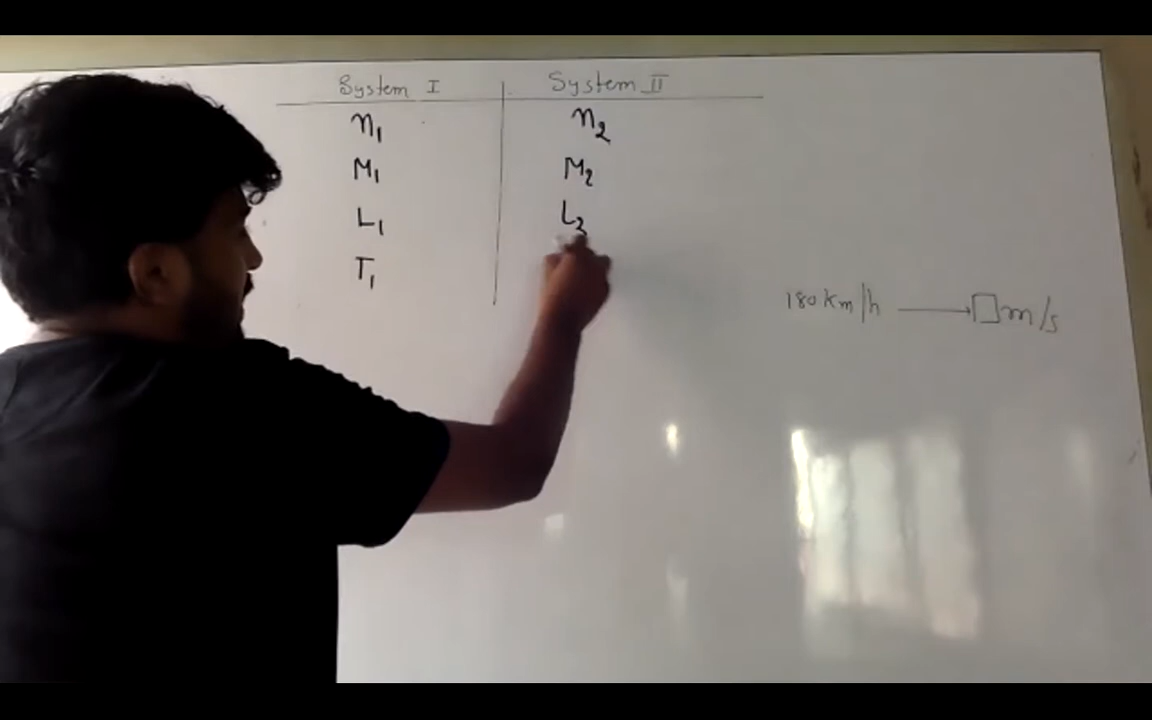 System I System II
n₁ n₂
M₁ M₂
L₁ L₂
T₁
180 km/h → □ m/s